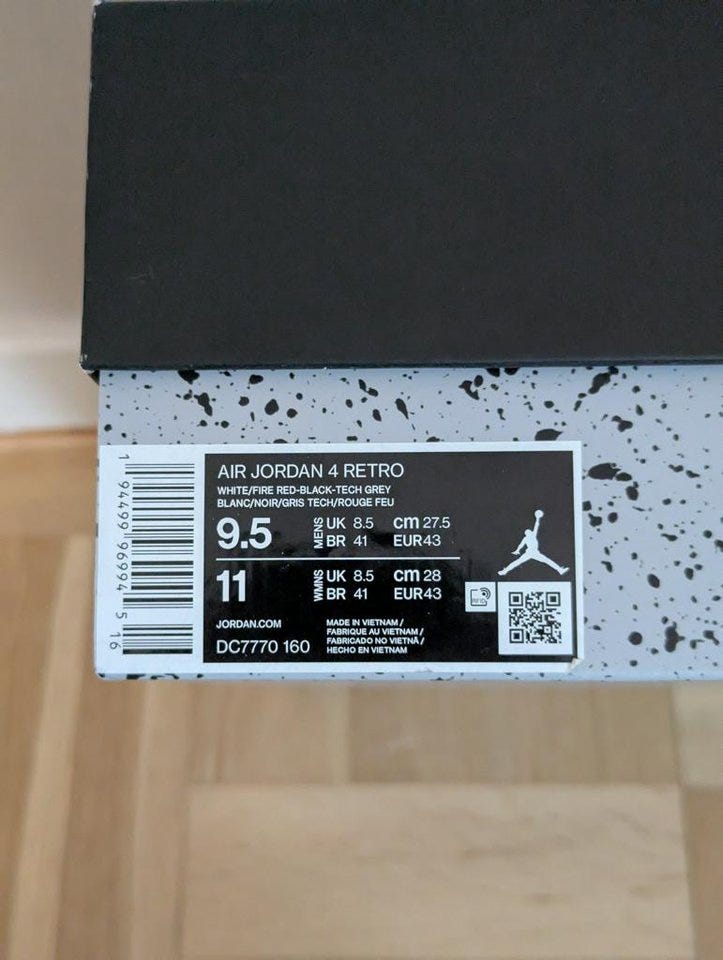 AIR JORDAN 4 RETRO
WHITE/FIRE RED-BLACK-TECH GREY
BLANC/NOIR/GRIS TECH/ROUGE FEU
9.5 MENS UK 8.5 cm 27.5
BR 41 EUR43
11 WMNS UK 8.5 cm 28
BR 41 EUR43
RFID
JORDAN.COM
DC7770 160
MADE IN VIETNAM/
FABRIQUE AU VIETNAM/
FABRICADO NO VIETNÃ/
HECHO EN VIETNAM
1 94499 96994 5 16